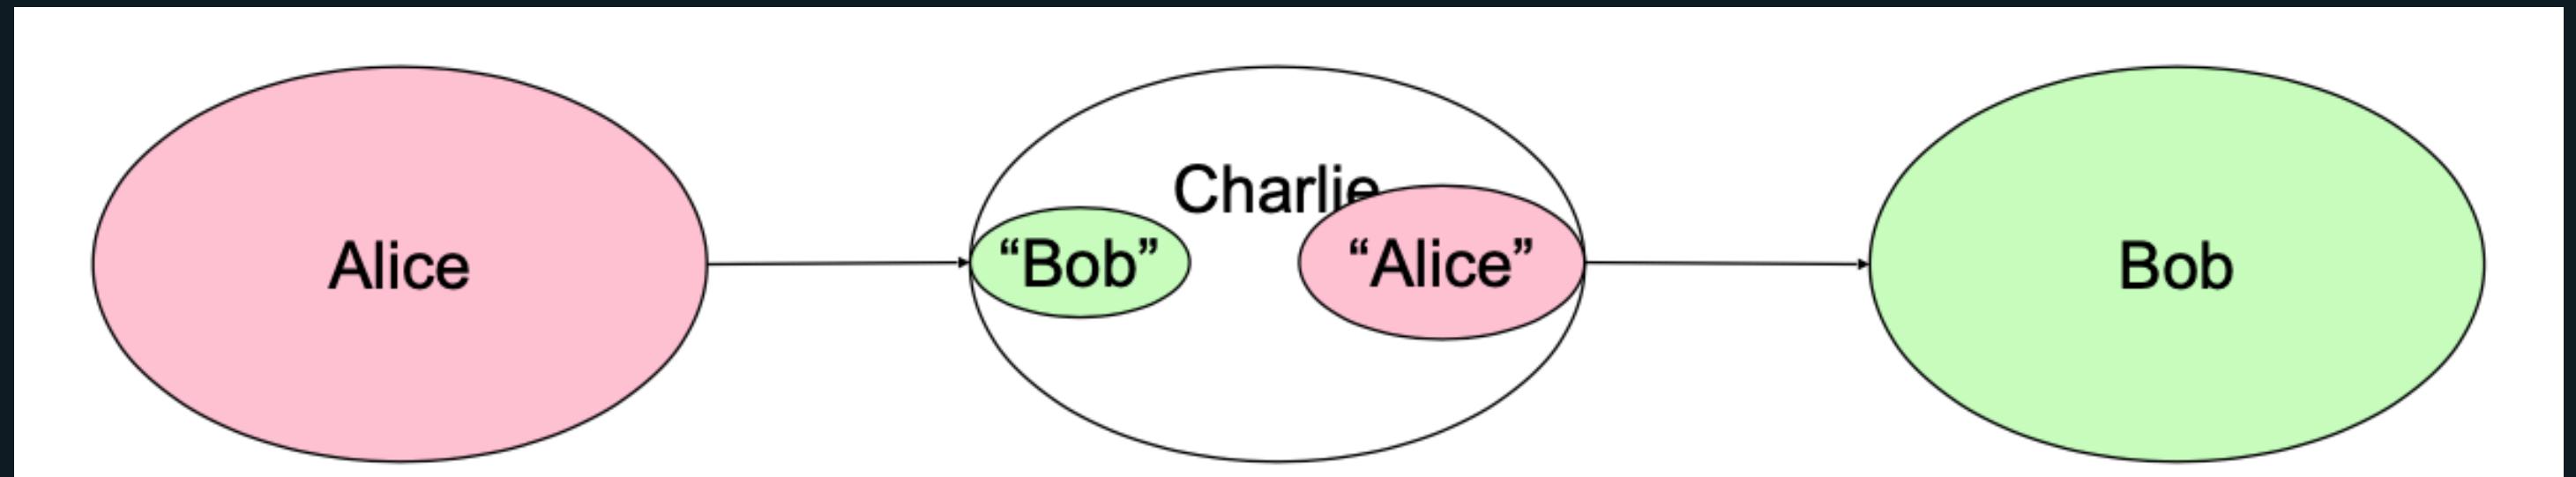 Alice
Charlie
“Bob”
“Alice”
Bob